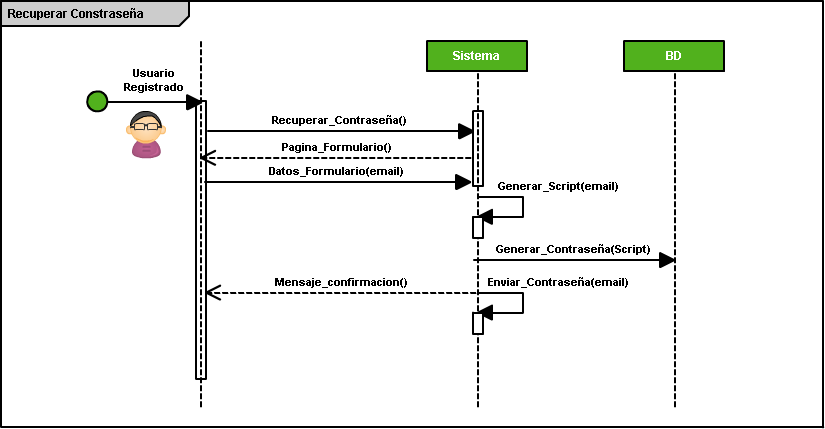 Recuperar Constraseña
Sistema
BD
Usuario
Registrado
Recuperar_Contraseña()
Pagina_Formulario()
Datos_Formulario(email)
Generar_Script(email)
Generar_Contraseña(Script)
Mensaje_confirmacion()
Enviar_Contraseña(email)